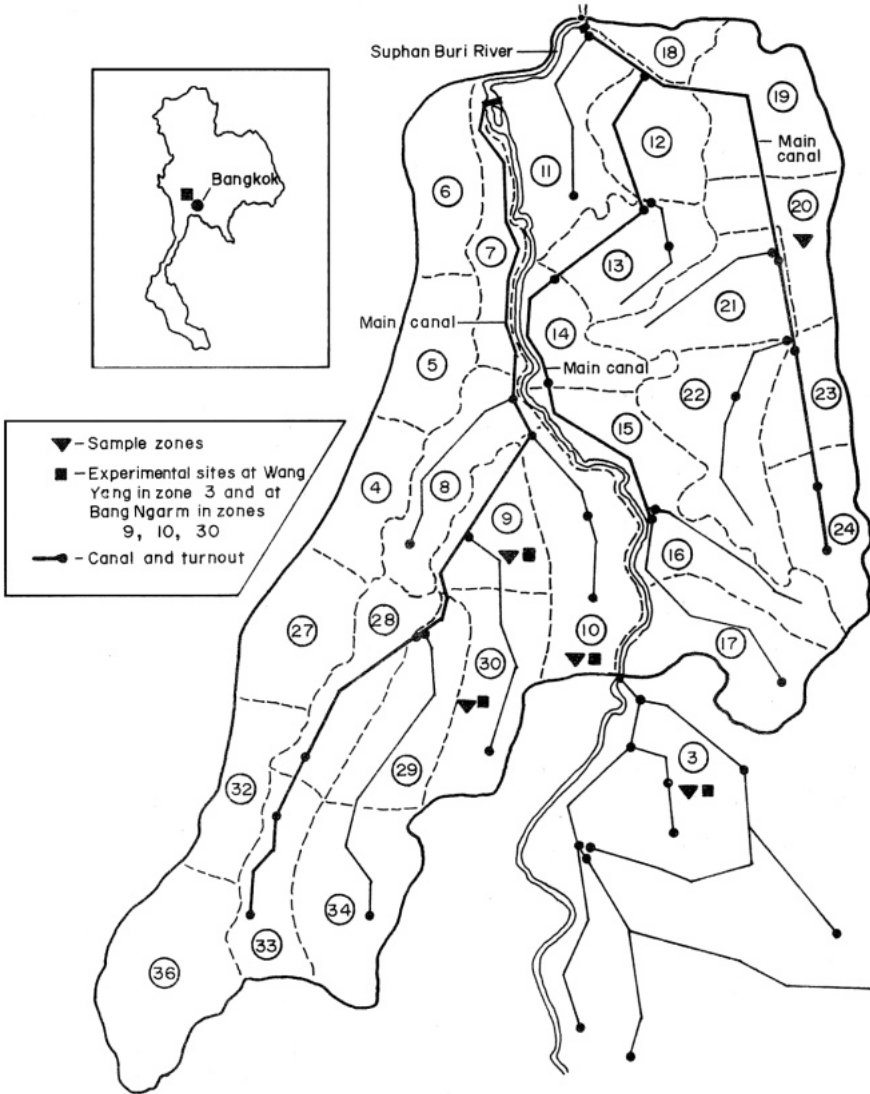 Suphan Buri River
18
19
12
Main
canal
11
Bangkok
6
20
7
13
21
Main canal
14
Main canal
5
22
23
15
▼ - Sample zones
■ - Experimental sites at Wang
Yang in zone 3 and at
Bang Ngarm in zones
9, 10, 30
- Canal and turnout
4
8
9
24
16
27
28
10
30
17
3
29
32
34
33
36